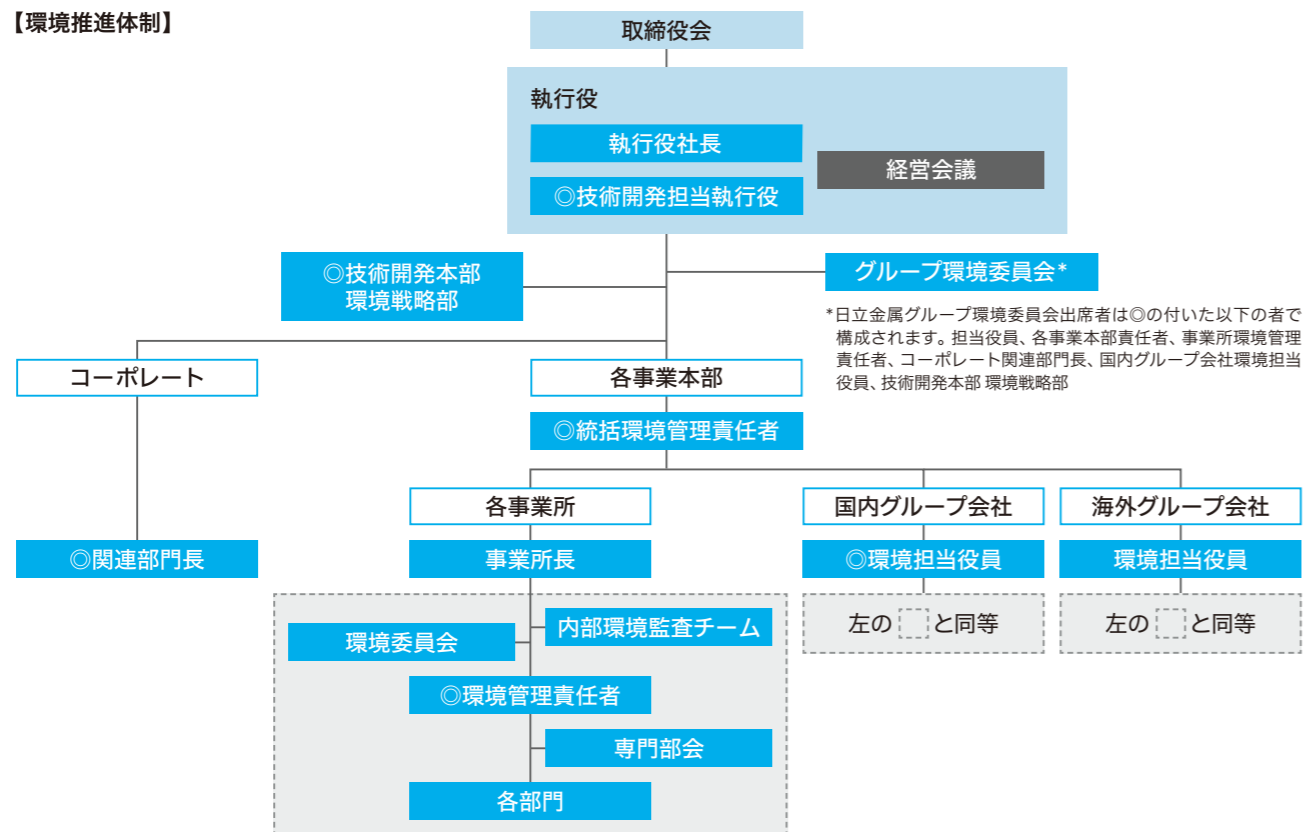 【環境推進体制】
取締役会
執行役
執行役社長
経営会議
◎技術開発担当執行役
◎技術開発本部
環境戦略部
グループ環境委員会*
*日立金属グループ環境委員会出席者は◎の付いた以下の者で
構成されます。担当役員、各事業本部責任者、事業所環境管理
責任者、コーポレート関連部門長、国内グループ会社環境担当
役員、技術開発本部 環境戦略部
コーポレート
各事業本部
◎統括環境管理責任者
各事業所
国内グループ会社
海外グループ会社
◎関連部門長
事業所長
◎環境担当役員
環境担当役員
内部環境監査チーム
環境委員会
左の と同等
左の と同等
◎環境管理責任者
専門部会
各部門